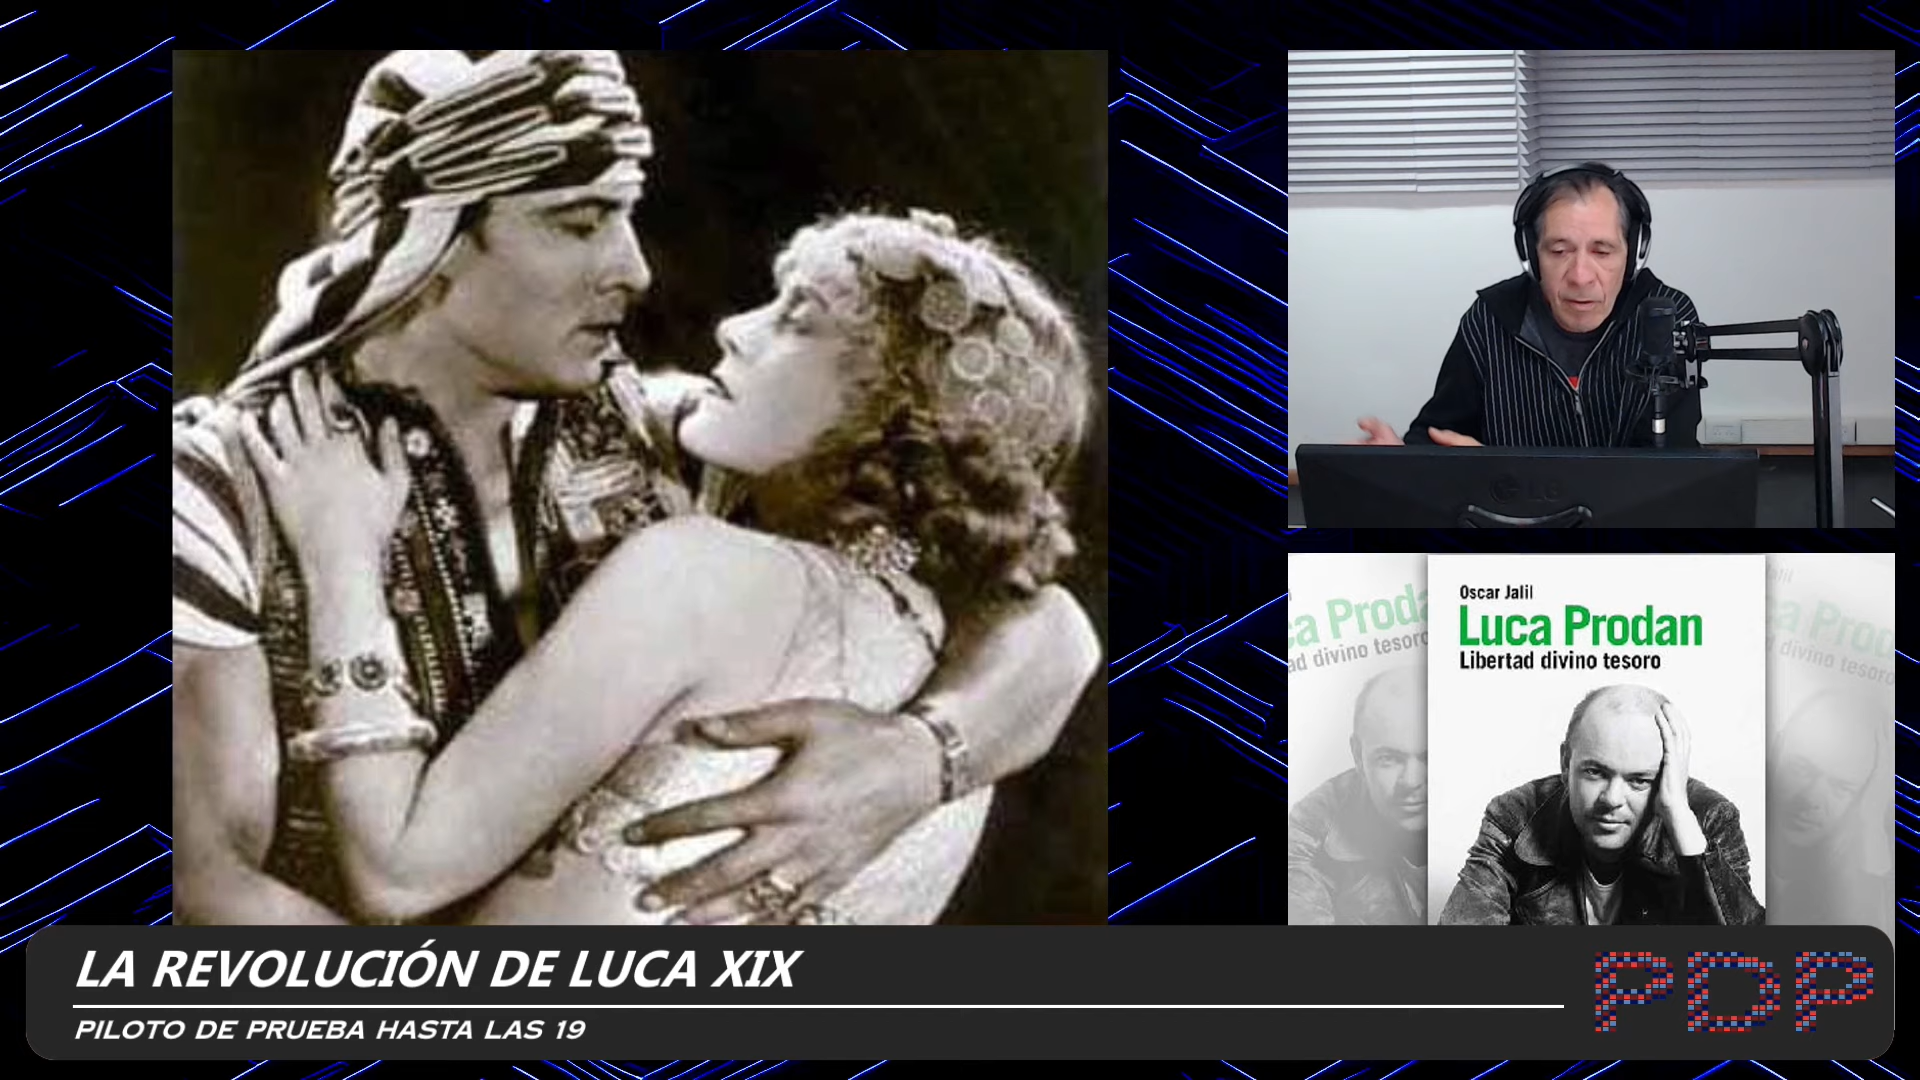 Oscar Jalil
Luca Prodan
Libertad divino tesoro
LG
LA REVOLUCIÓN DE LUCA XIX
PILOTO DE PRUEBA HASTA LAS 19
PDP